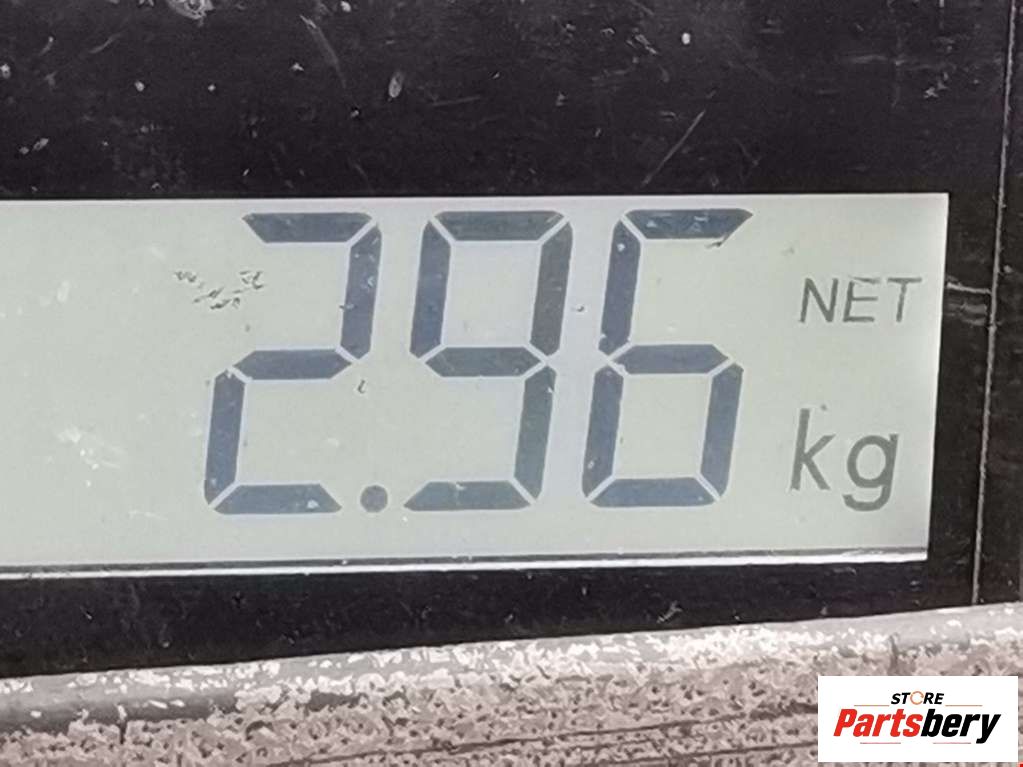 2.96
NET
kg
STORE
Partsbery